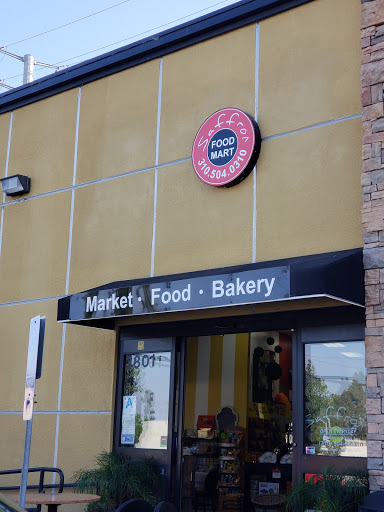 Saffron
FOOD
MART
310.504.0310
Market · Food · Bakery
801
A